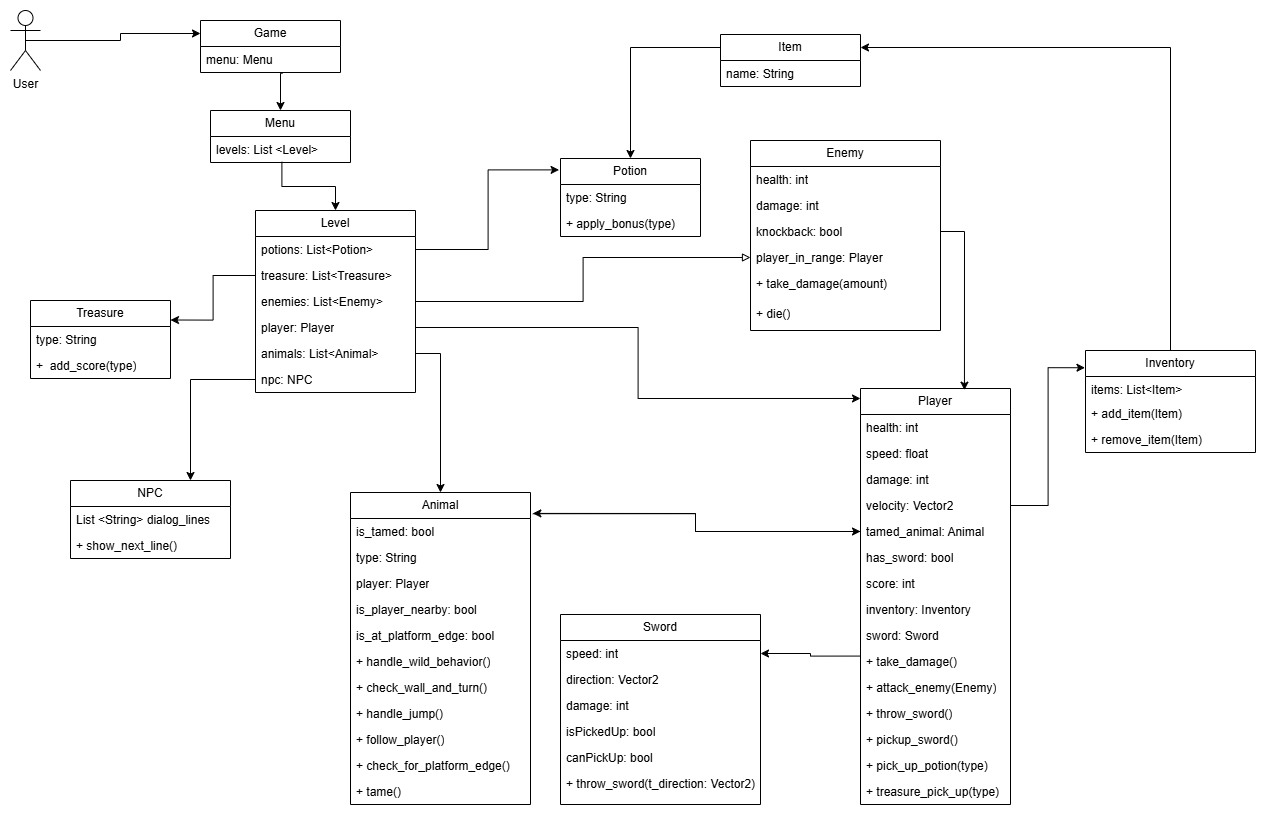 User
Game
menu: Menu
Menu
levels: List <Level>
Level
potions: List<Potion>
treasure: List<Treasure>
enemies: List<Enemy>
player: Player
animals: List<Animal>
npc: NPC
Treasure
type: String
+  add_score(type)
NPC
List <String> dialog_lines
+ show_next_line()
Item
name: String
Potion
type: String
+ apply_bonus(type)
Enemy
health: int
damage: int
knockback: bool
player_in_range: Player
+ take_damage(amount)
+ die()
Inventory
items: List<Item>
+ add_item(Item)
+ remove_item(Item)
Animal
is_tamed: bool
type: String
player: Player
is_player_nearby: bool
is_at_platform_edge: bool
+ handle_wild_behavior()
+ check_wall_and_turn()
+ handle_jump()
+ follow_player()
+ check_for_platform_edge()
+ tame()
Sword
speed: int
direction: Vector2
damage: int
isPickedUp: bool
canPickUp: bool
+ throw_sword(t_direction: Vector2)
Player
health: int
speed: float
damage: int
velocity: Vector2
tamed_animal: Animal
has_sword: bool
score: int
inventory: Inventory
sword: Sword
+ take_damage()
+ attack_enemy(Enemy)
+ throw_sword()
+ pickup_sword()
+ pick_up_potion(type)
+ treasure_pick_up(type)